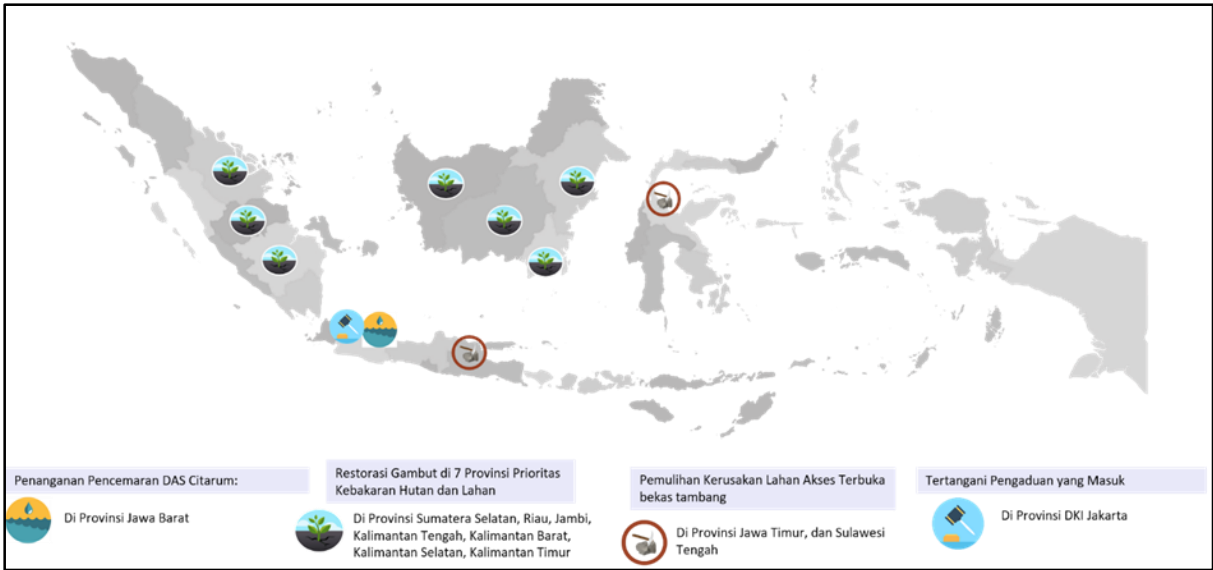 Penanganan Pencemaran DAS Citarum:
Di Provinsi Jawa Barat
Restorasi Gambut di 7 Provinsi Prioritas
Kebakaran Hutan dan Lahan
Di Provinsi Sumatera Selatan, Riau, Jambi,
Kalimantan Tengah, Kalimantan Barat,
Kalimantan Selatan, Kalimantan Timur
Pemulihan Kerusakan Lahan Akses Terbuka
bekas tambang
Di Provinsi Jawa Timur, dan Sulawesi
Tengah
Tertangani Pengaduan yang Masuk
Di Provinsi DKI Jakarta